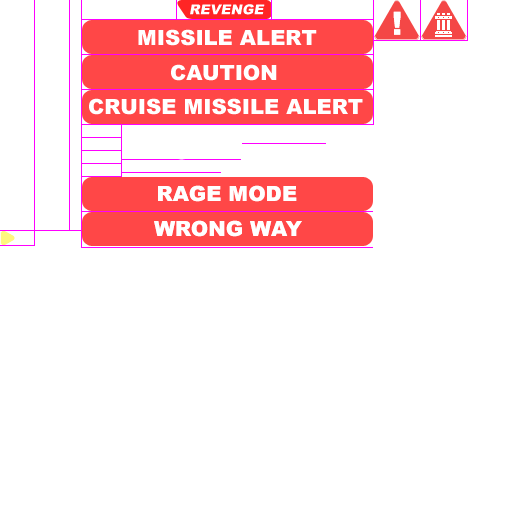 REVENGE
MISSILE ALERT
CAUTION
CRUISE MISSILE ALERT
!
RAGE MODE
WRONG WAY